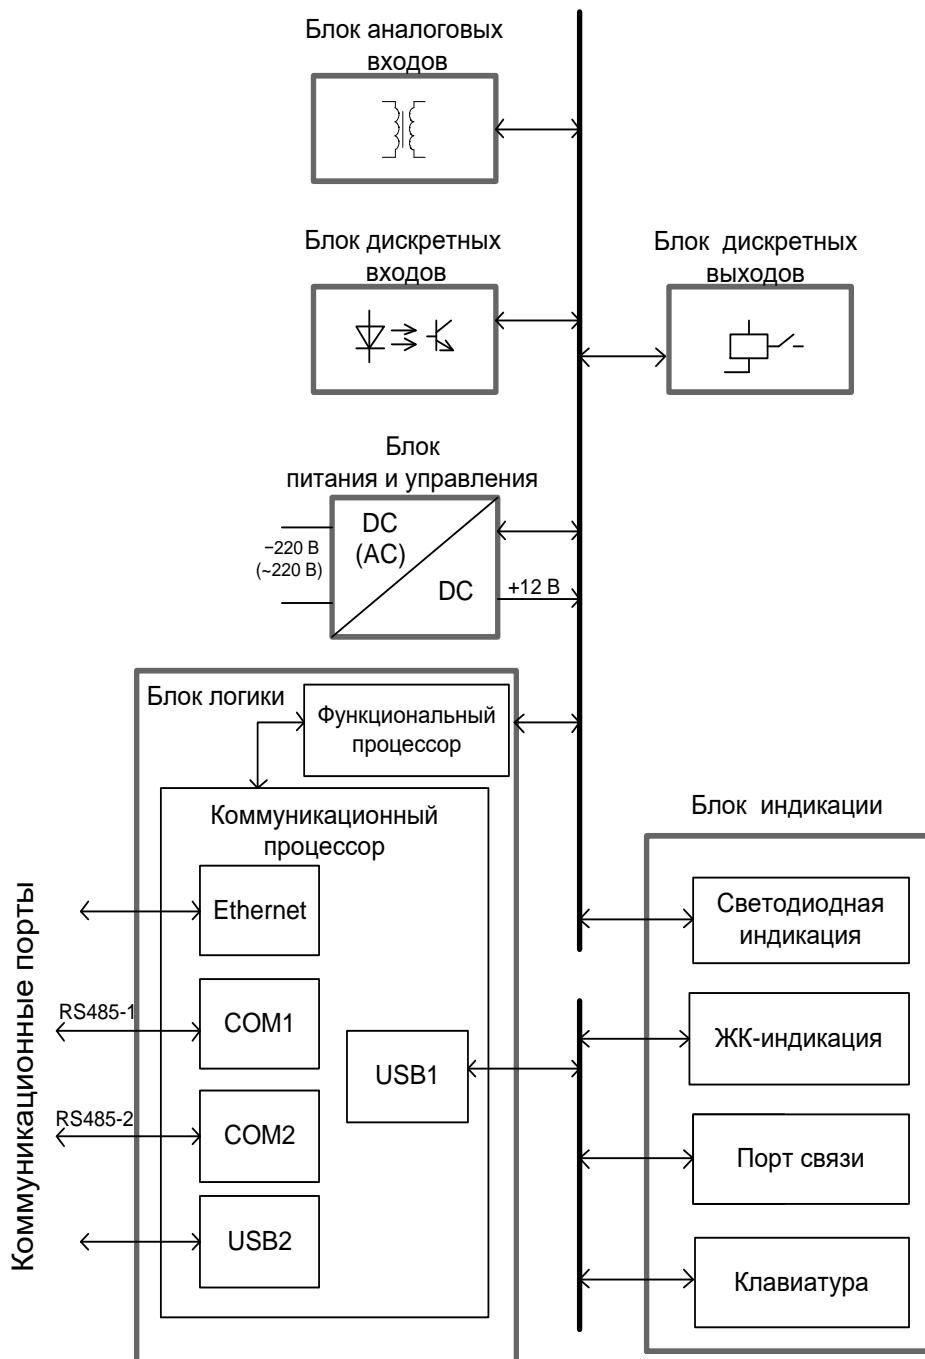 Блок аналоговых
входов
Блок дискретных
входов
Блок дискретных
выходов
Блок
питания и управления
DC
(AC)
−220 В
(~220 В)
DC
+12 В
Блок логики
Функциональный
процессор
Коммуникационный
процессор
Блок индикации
Коммуникационные порты
Ethernet
Светодиодная
индикация
RS485-1
COM1
ЖК-индикация
USB1
RS485-2
COM2
Порт связи
USB2
Клавиатура